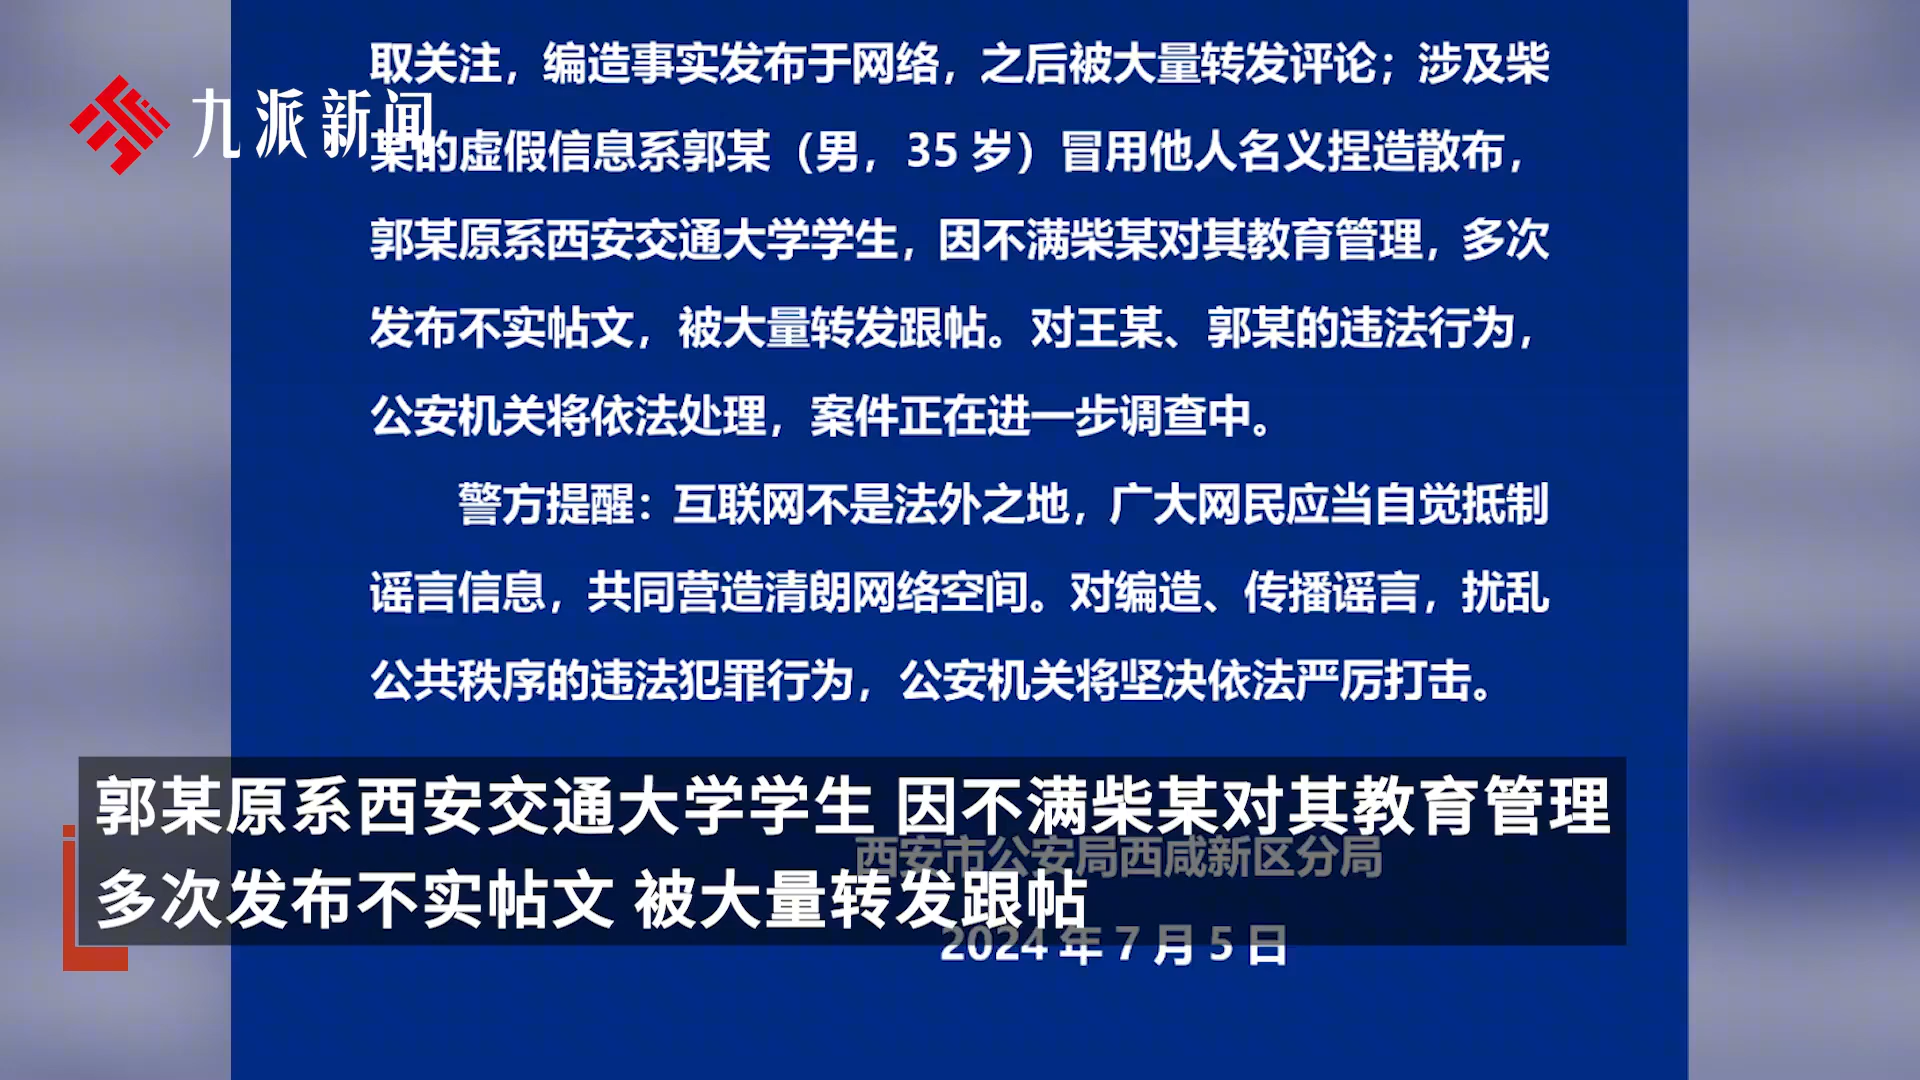 取关注，编造事实发布于网络，之后被大量转发评论；涉及柴
九派新闻
某的虚假信息系郭某（男，35 岁）冒用他人名义捏造散布，
郭某原系西安交通大学学生，因不满柴某对其教育管理，多次
发布不实帖文，被大量转发跟帖。对王某、郭某的违法行为，
公安机关将依法处理，案件正在进一步调查中。
警方提醒：互联网不是法外之地，广大网民应当自觉抵制
谣言信息，共同营造清朗网络空间。对编造、传播谣言，扰乱
公共秩序的违法犯罪行为，公安机关将坚决依法严厉打击。
郭某原系西安交通大学学生 因不满柴某对其教育管理
西安市公安局西咸新区分局
多次发布不实帖文 被大量转发跟帖
2024 年 7 月 5 日